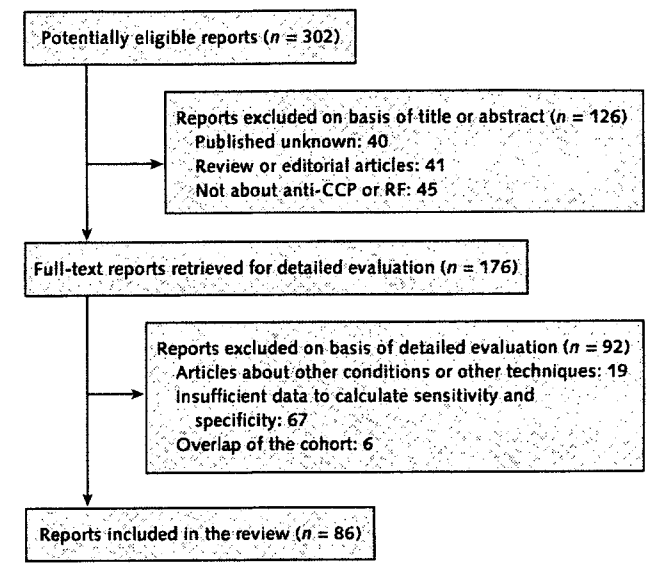 Potentially eligible reports (n = 302)
Reports excluded on basis of title or abstract (n = 126)
Published unknown: 40
Review or editorial articles: 41
Not about anti-CCP or RF: 45
Full-text reports retrieved for detailed evaluation (n = 176)
Reports excluded on basis of detailed evaluation (n = 92)
Articles about other conditions or other techniques: 19
Insufficient data to calculate sensitivity and
specificity: 67
Overlap of the cohort: 6
Reports included in the review (n = 86)